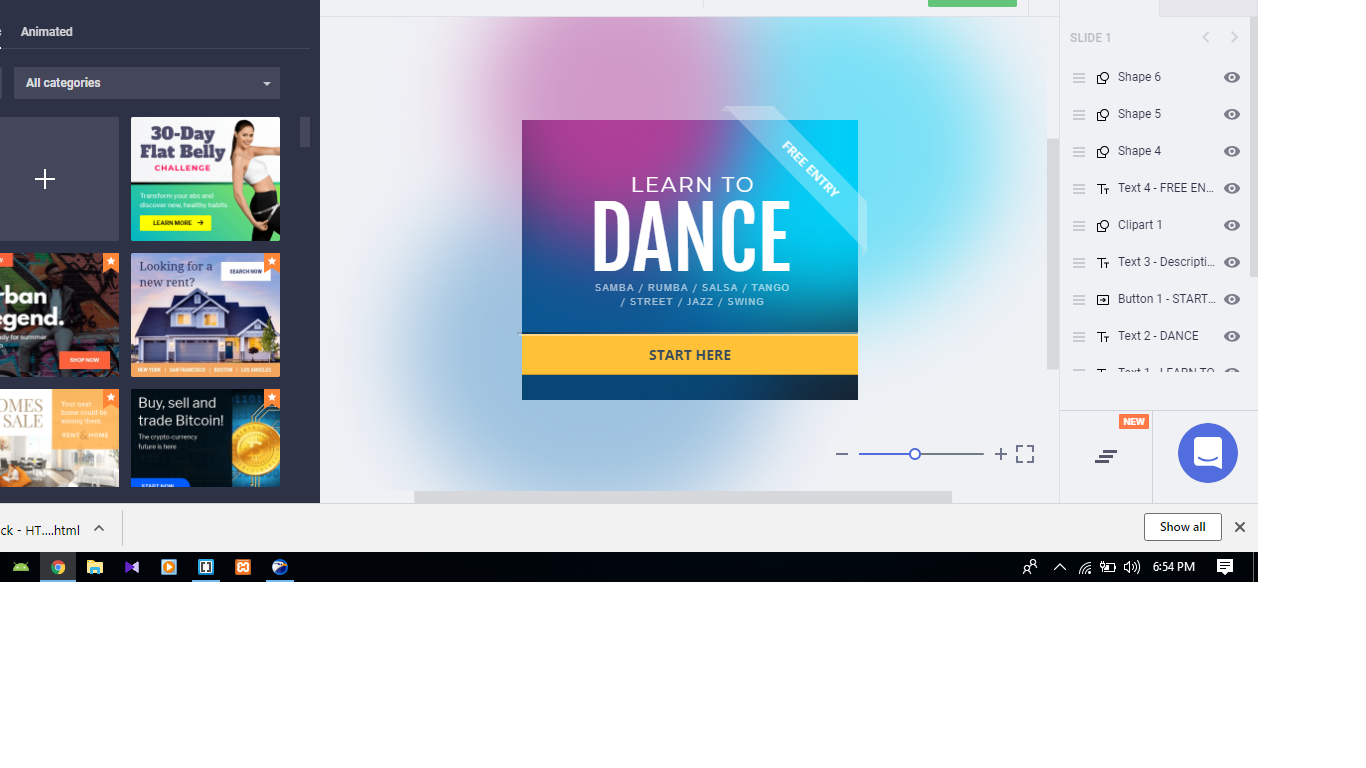 Animated
All categories
30-Day
Flat Belly
CHALLENGE
Transform your abs and
discover new, healthy habits
LEARN MORE
rban
egend.
ady for summer
SHOP NOW
Looking for a
new rent?
SEARCH NOW
NEW YORK | SAN FRANCISCO | BOSTON | LOS ANGELES
OMES
SALE
Your next
home could be
among them.
RENT & HOME
Buy, sell and
trade Bitcoin!
The crypto-currency
future is here
START NOW
LEARN TO
DANCE
SAMBA / RUMBA / SALSA / TANGO
/ STREET / JAZZ / SWING
FREE ENTRY
START HERE
SLIDE 1
Shape 6
Shape 5
Shape 4
Text 4 - FREE EN...
Clipart 1
Text 3 - Descripti...
Button 1 - START...
Text 2 - DANCE
Text 1 - LEARN TO
NEW
ck - HT....html
Show all
6:54 PM